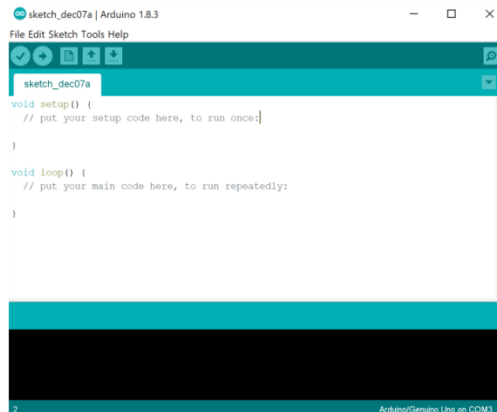 sketch_dec07a | Arduino 1.8.3
File Edit Sketch Tools Help
sketch_dec07a
void setup() {
  // put your setup code here, to run once:
}
void loop() {
  // put your main code here, to run repeatedly:
}
2 Arduino/Genuino Uno on COM3